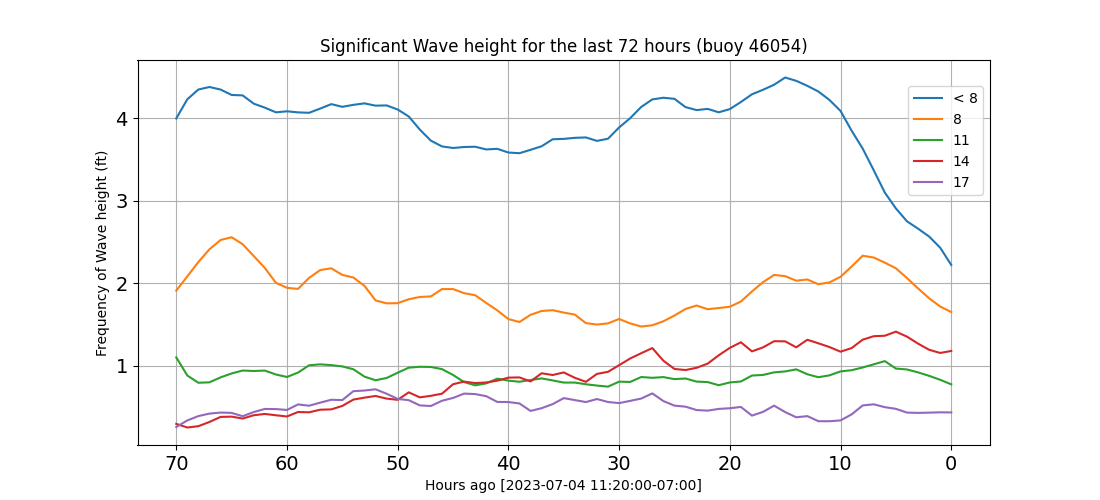 Significant Wave height for the last 72 hours (buoy 46054)
Frequency of Wave height (ft)
4
3
2
1
< 8
8
11
14
17
70 60 50 40 30 20 10 0
Hours ago [2023-07-04 11:20:00-07:00]